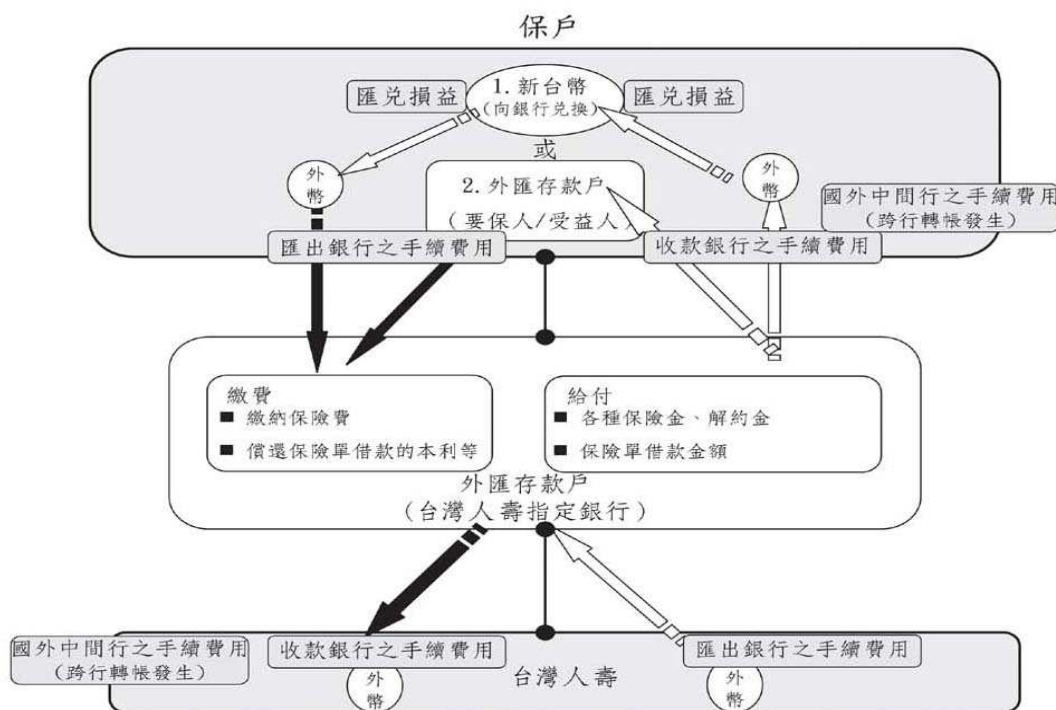 保戶
匯兌損益
1. 新台幣
(向銀行兌換)
匯兌損益
或
外
幣
2. 外匯存款戶
(要保人/受益人)
外
幣
國外中間行之手續費用
(跨行轉帳發生)
匯出銀行之手續費用
收款銀行之手續費用
繳費
■ 繳納保險費
■ 償還保險單借款的本利等
給付
■ 各種保險金、解約金
■ 保險單借款金額
外匯存款戶
(台灣人壽指定銀行)
國外中間行之手續費用
(跨行轉帳發生)
收款銀行之手續費用
匯出銀行之手續費用
台灣人壽
外
幣
外
幣